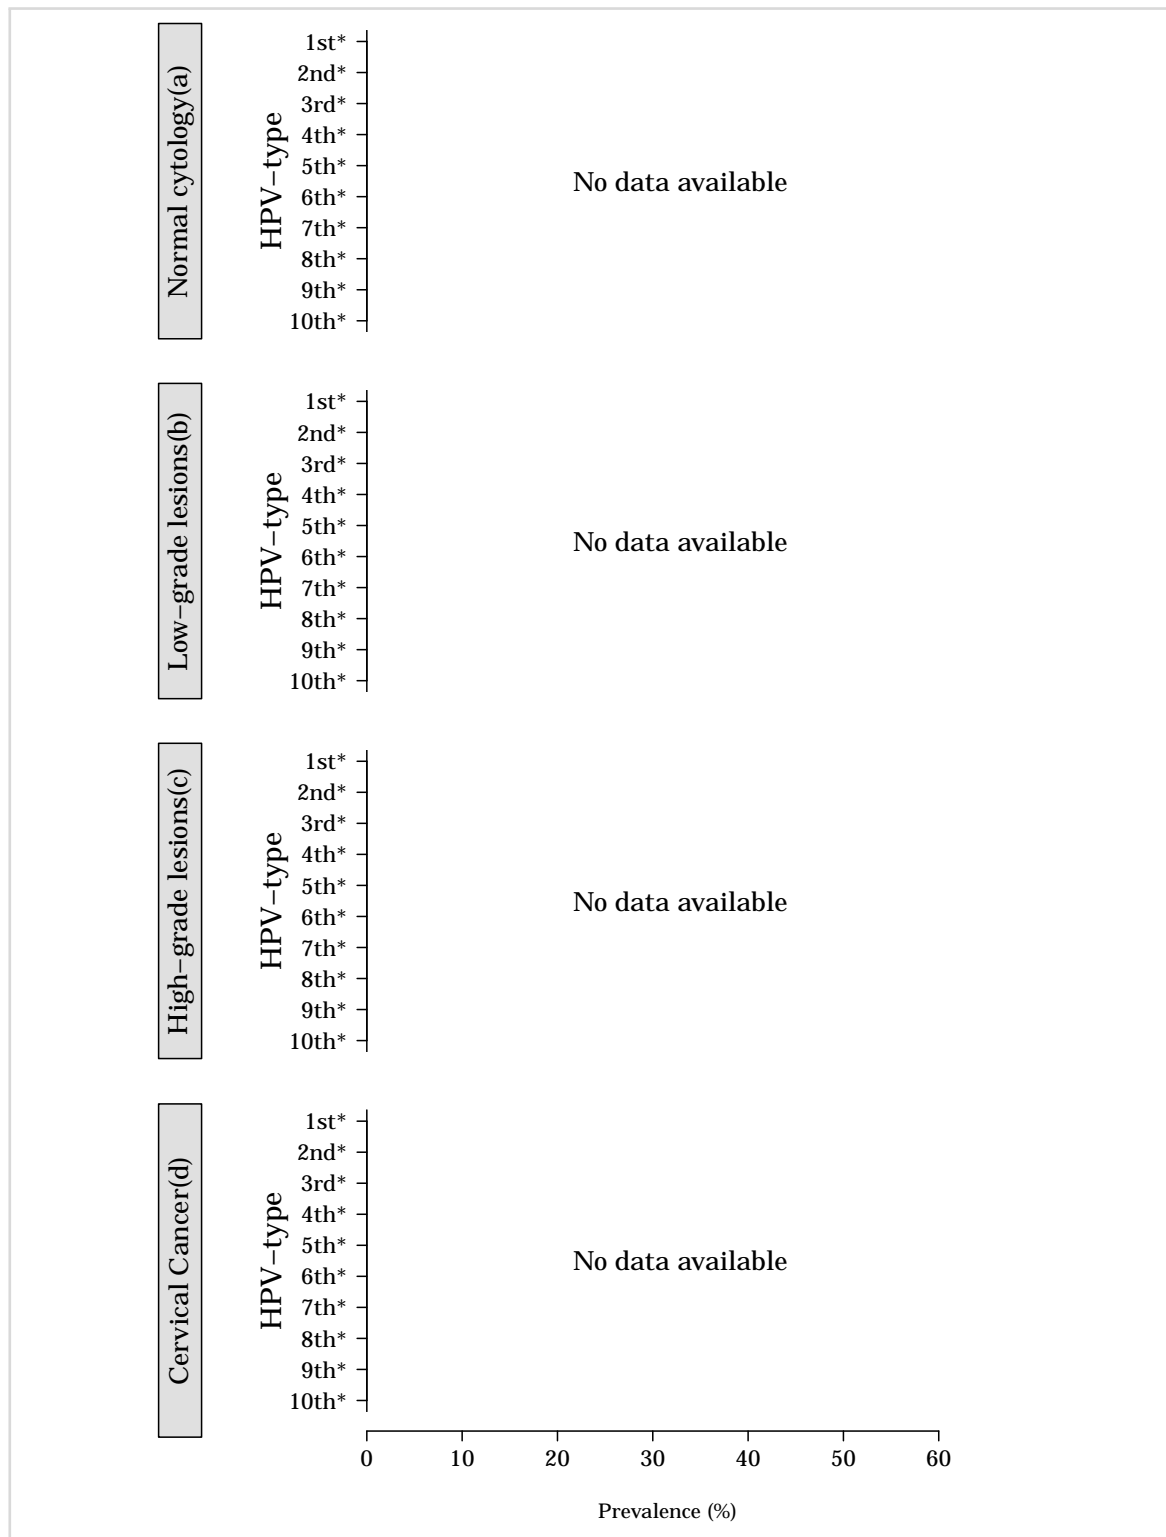 Normal cytology(a)
HPV−type
1st*
2nd*
3rd*
4th*
5th*
6th*
7th*
8th*
9th*
10th*
No data available
Low−grade lesions(b)
HPV−type
1st*
2nd*
3rd*
4th*
5th*
6th*
7th*
8th*
9th*
10th*
No data available
High−grade lesions(c)
HPV−type
1st*
2nd*
3rd*
4th*
5th*
6th*
7th*
8th*
9th*
10th*
No data available
Cervical Cancer(d)
HPV−type
1st*
2nd*
3rd*
4th*
5th*
6th*
7th*
8th*
9th*
10th*
No data available
0 10 20 30 40 50 60
Prevalence (%)